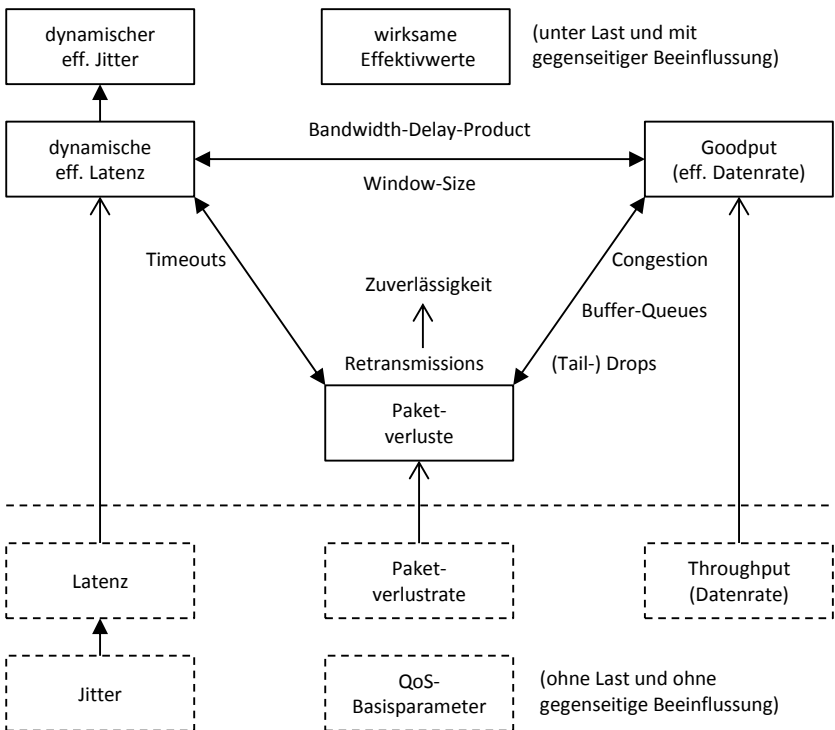 dynamischer
eff. Jitter
wirksame
Effektivwerte
(unter Last und mit
gegenseitiger Beeinflussung)
dynamische
eff. Latenz
Bandwidth-Delay-Product
Window-Size
Goodput
(eff. Datenrate)
Timeouts
Congestion
Zuverlässigkeit
Buffer-Queues
Retransmissions
(Tail-) Drops
Paket-
verluste
Latenz
Paket-
verlustrate
Throughput
(Datenrate)
Jitter
QoS-
Basisparameter
(ohne Last und ohne
gegenseitige Beeinflussung)